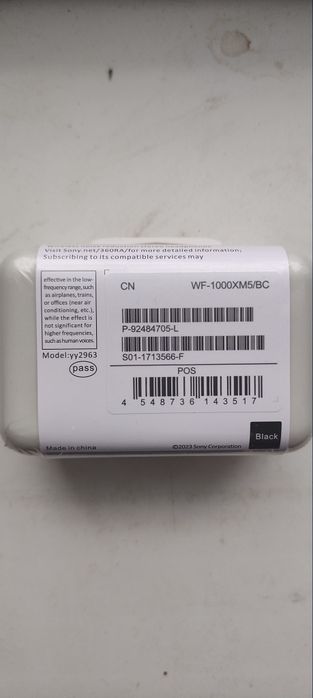 Visit Sony.net/360RA/for more detailed information,
Subscribing to its compatible services may
effective in the low-
frequency range, such
as airplanes, trains,
or offices (near air
conditioning, etc.),
while the effect is
not significant for
higher frequencies,
such as human voices.
Model:yy2963
pass
CN WF-1000XM5/BC
P-92484705-L
S01-1713566-F
POS
4 548736 143517
Black
Made in china ©2023 Sony Corporation